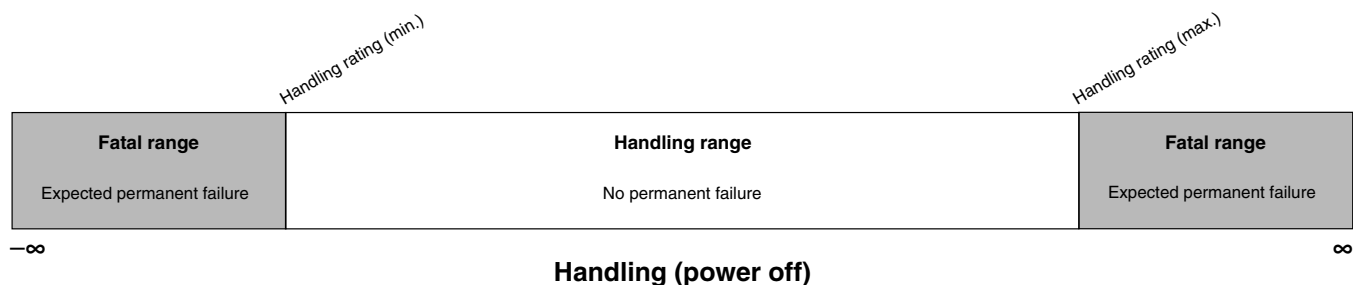 Handling rating (min.)
Handling rating (max.)
Fatal range
Expected permanent failure
Handling range
No permanent failure
Fatal range
Expected permanent failure
−∞
∞
Handling (power off)